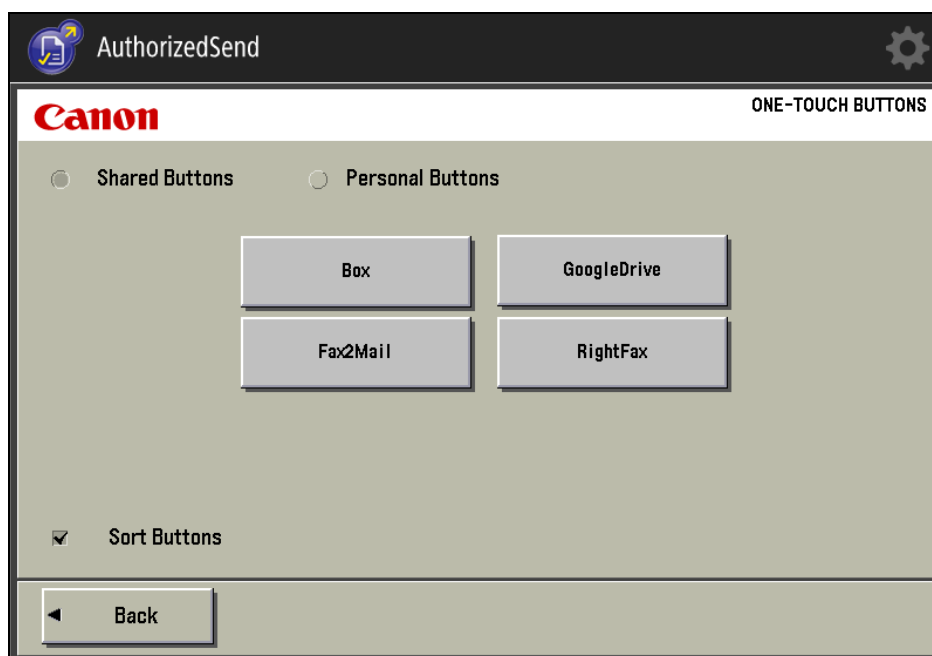 AuthorizedSend
Canon
ONE-TOUCH BUTTONS
Shared Buttons
Personal Buttons
Box
GoogleDrive
Fax2Mail
RightFax
Sort Buttons
Back